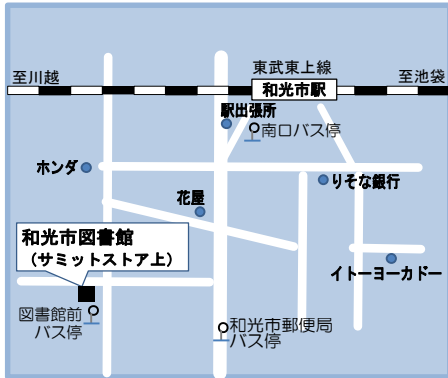 東武東上線
至川越
和光市駅
至池袋
駅出張所
南口バス停
ホンダ
りそな銀行
花屋
和光市図書館
(サミットストア上)
イトーヨーカドー
図書館前
バス停
和光市郵便局
バス停